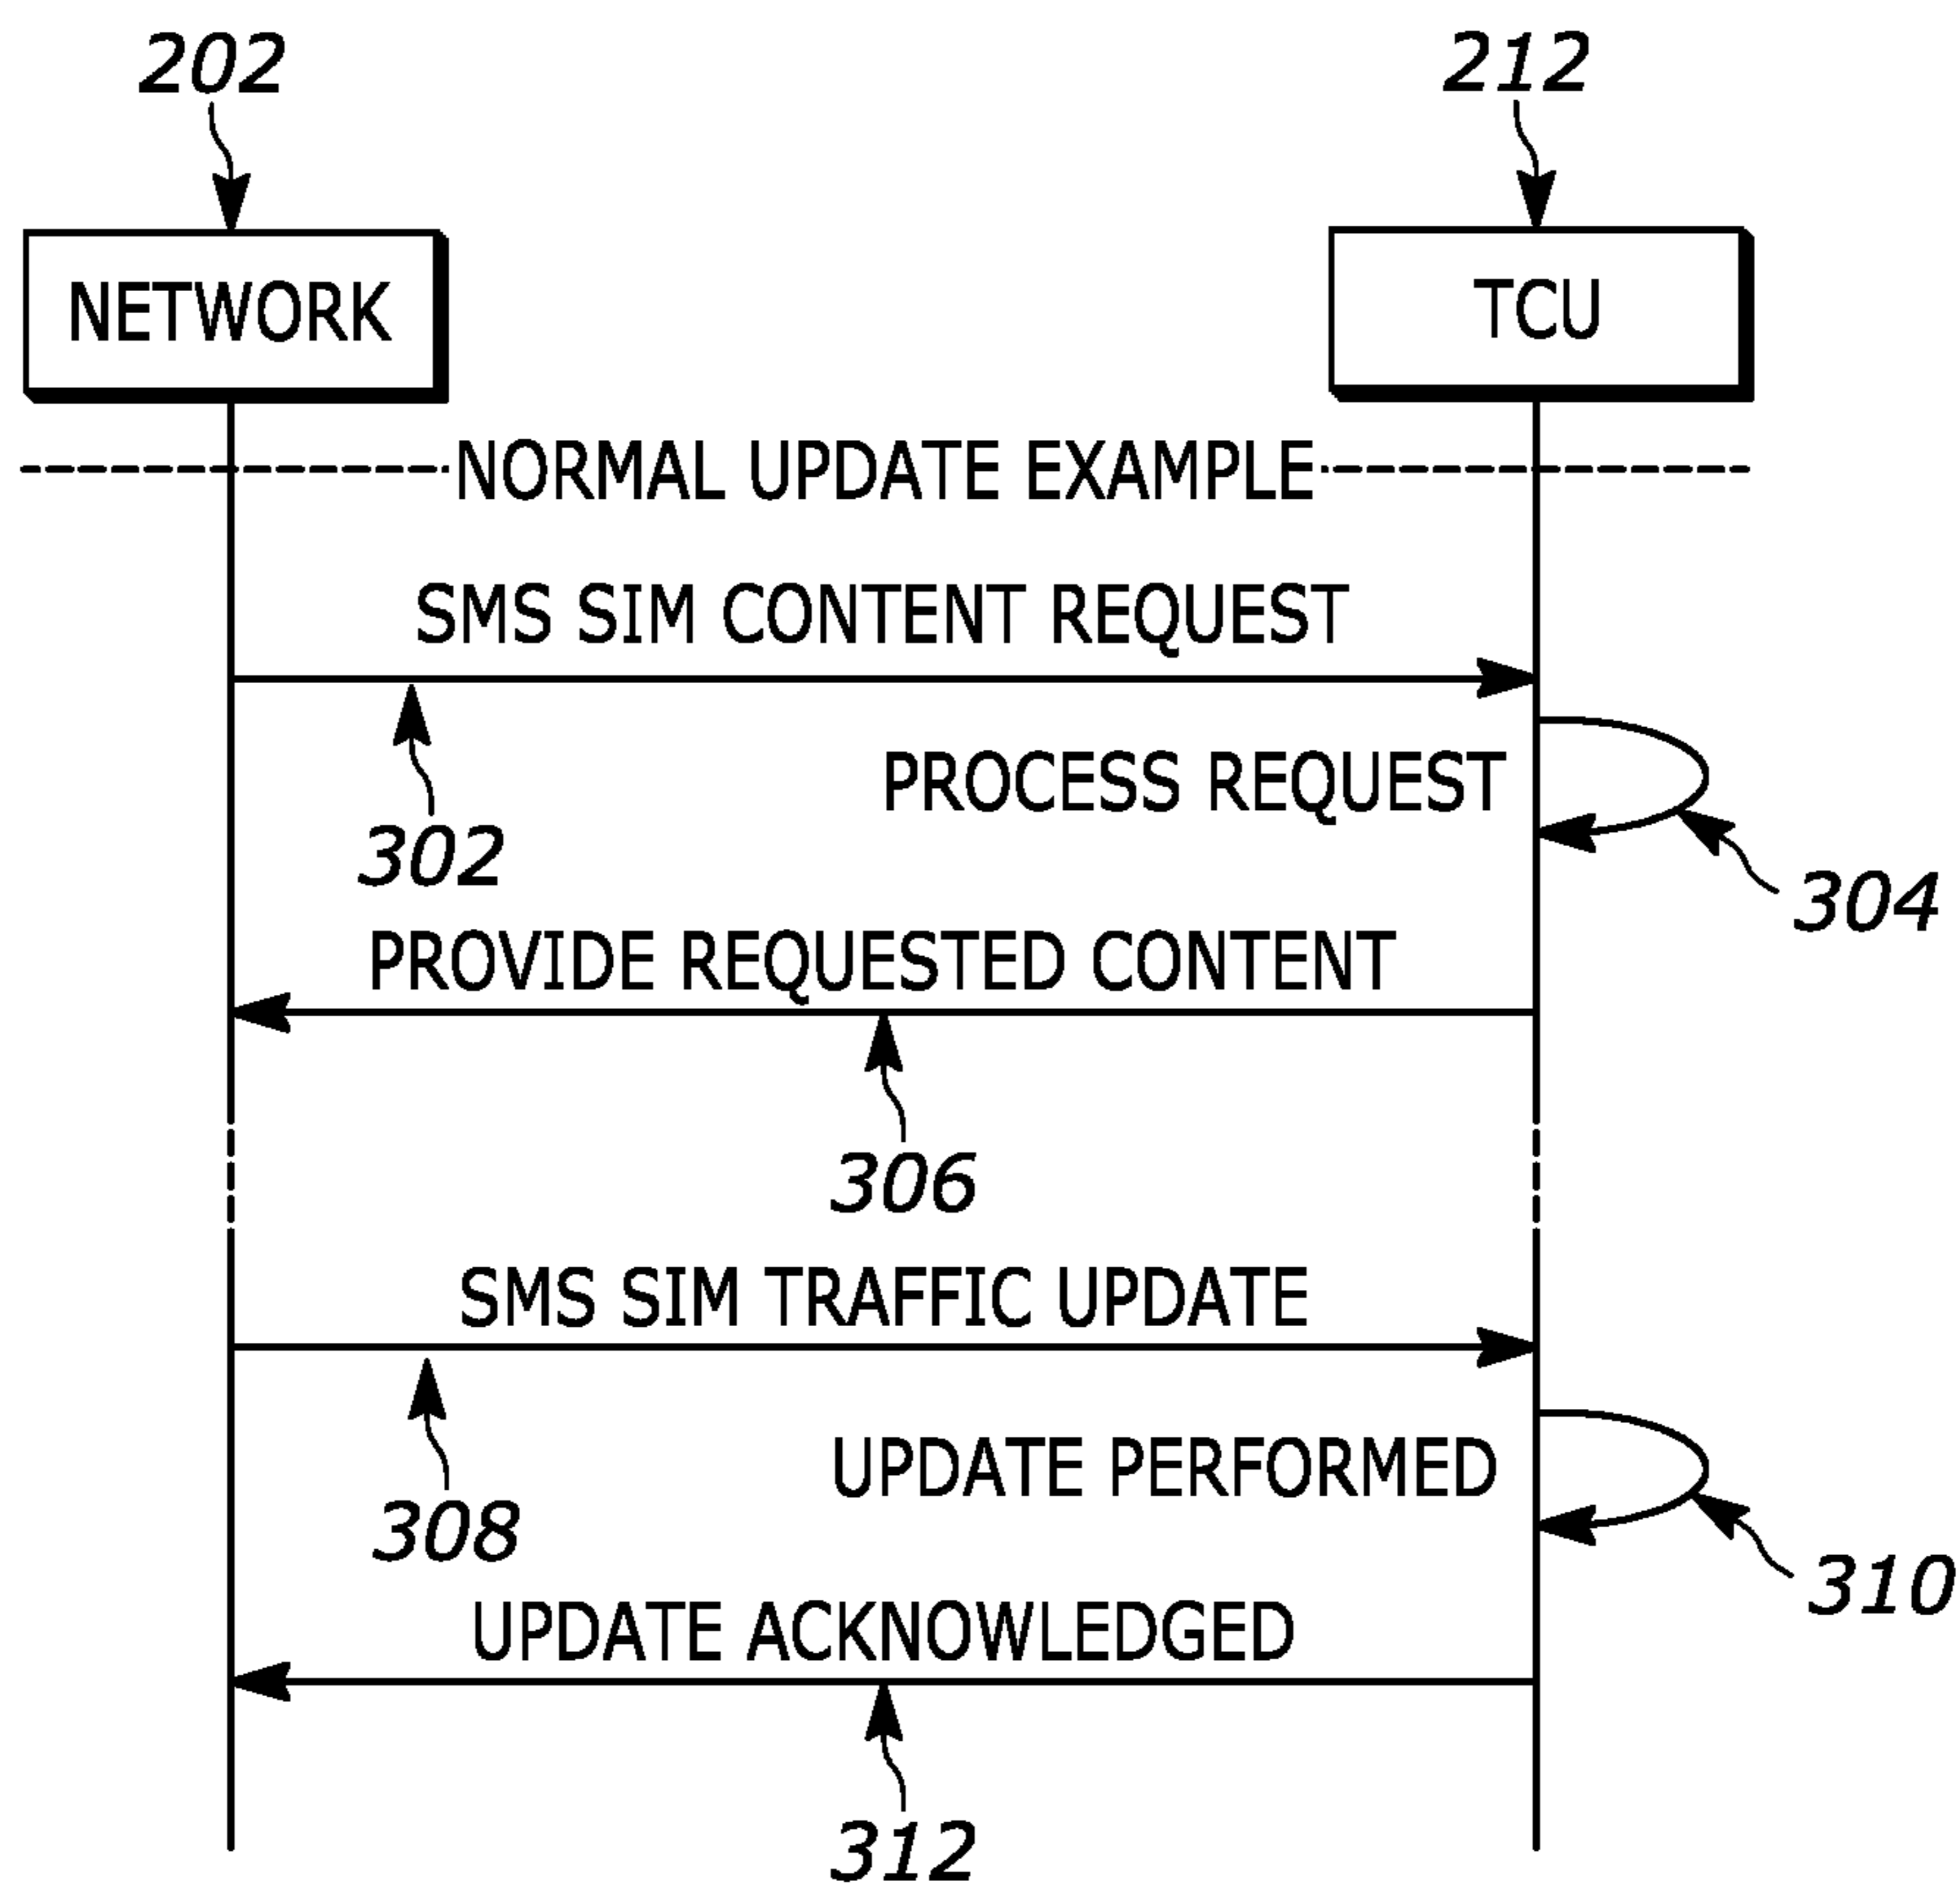 202
212
NETWORK
TCU
NORMAL UPDATE EXAMPLE
SMS SIM CONTENT REQUEST
PROCESS REQUEST
302
304
PROVIDE REQUESTED CONTENT
306
SMS SIM TRAFFIC UPDATE
UPDATE PERFORMED
308
310
UPDATE ACKNOWLEDGED
312